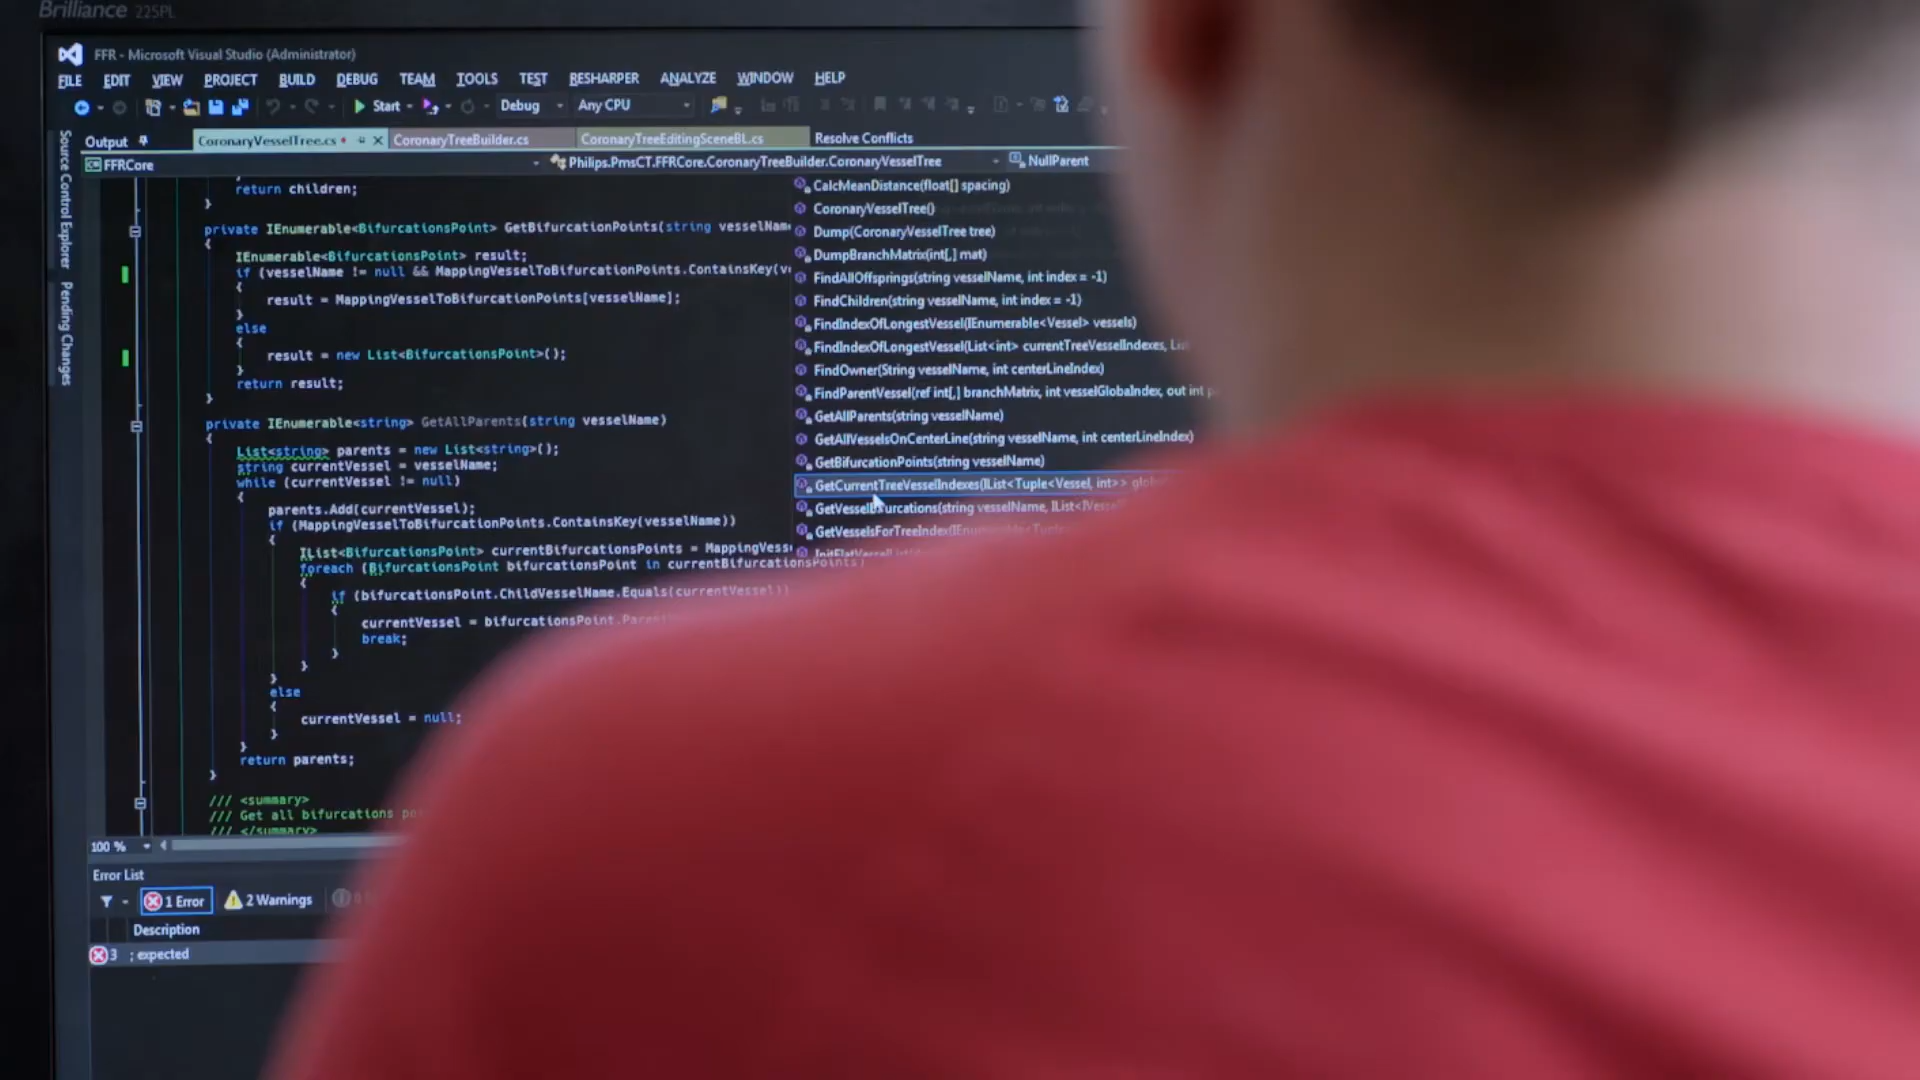 Brilliance 225PL
FFR - Microsoft Visual Studio (Administrator)
FILE EDIT VIEW PROJECT BUILD DEBUG TEAM TOOLS TEST RESHARPER ANALYZE WINDOW HELP
Start Debug Any CPU
Source Control Explorer
Pending Changes
Output CoronaryVesselTree.cs CoronaryTreeBuilder.cs CoronaryTreeEditingSceneBL.cs Resolve Conflicts
FFRCore Philips.PmsCT.FFRCore.CoronaryTreeBuilder.CoronaryVesselTree NullParent
return children;
}
private IEnumerable<BifurcationsPoint> GetBifurcationPoints(string vesselName
{
IEnumerable<BifurcationsPoint> result;
if (vesselName != null && MappingVesselToBifurcationPoints.ContainsKey(
{
result = MappingVesselToBifurcationPoints[vesselName];
}
else
{
result = new List<BifurcationsPoint>();
}
return result;
}
private IEnumerable<string> GetAllParents(string vesselName)
{
List<string> parents = new List<string>();
string currentVessel = vesselName;
while (currentVessel != null)
{
parents.Add(currentVessel);
if (MappingVesselToBifurcationPoints.ContainsKey(vesselName))
{
IList<BifurcationsPoint> currentBifurcationsPoints =
foreach (BifurcationsPoint bifurcationsPoint in currentBifurcationsPoints)
{
if (bifurcationsPoint.ChildVesselName.Equals(currentVessel))
{
currentVessel = bifurcationsPoint.
break;
}
}
}
else
{
currentVessel = null;
}
}
return parents;
}
/// <summary>
/// Get all bifurcations
/// </summary>
CalcMeanDistance(float[] spacing)
CoronaryVesselTree()
Dump(CoronaryVesselTree tree)
DumpBranchMatrix(int[,] mat)
FindAllOffsprings(string vesselName, int index = -1)
FindChildren(string vesselName, int index = -1)
FindIndexOfLongestVessel(IEnumerable<Vessel> vessels)
FindIndexOfLongestVessel(List<int> currentTreeVesselIndexes,
FindOwner(String vesselName, int centerLineIndex)
FindParentVessel(ref int[,] branchMatrix, int vesselGlobalIndex, out int
GetAllParents(string vesselName)
GetAllVesselsOnCenterLine(string vesselName, int centerLineIndex)
GetBifurcationPoints(string vesselName)
GetCurrentTreeVesselIndexes(IList<Tuple<Vessel, int>>
GetVesselBifurcations(string vesselName,
GetVesselsForTreeIndex(
100 %
Error List
1 Error 2 Warnings
Description
3 ; expected